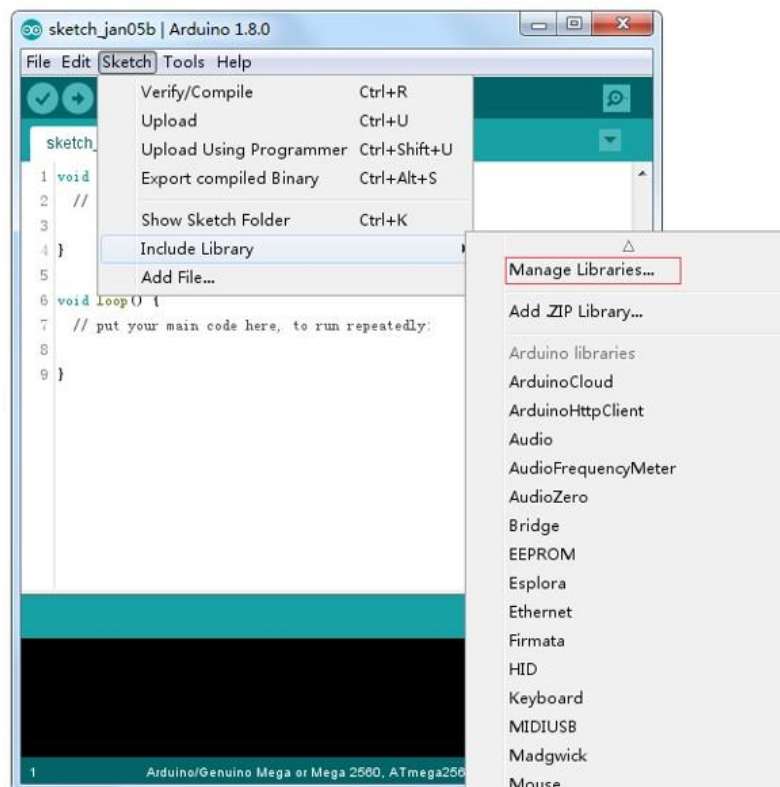 sketch_jan05b | Arduino 1.8.0
File Edit Sketch Tools Help
Verify/Compile Ctrl+R
Upload Ctrl+U
Upload Using Programmer Ctrl+Shift+U
Export compiled Binary Ctrl+Alt+S
Show Sketch Folder Ctrl+K
Include Library
Add File...
sketch_
1 void
2 //
3
4 }
5
6 void loop() {
7 // put your main code here, to run repeatedly:
8
9 }
Manage Libraries...
Add .ZIP Library...
Arduino libraries
ArduinoCloud
ArduinoHttpClient
Audio
AudioFrequencyMeter
AudioZero
Bridge
EEPROM
Esplora
Ethernet
Firmata
HID
Keyboard
MIDIUSB
Madgwick
Mouse
1 Arduino/Genuino Mega or Mega 2560, ATmega256